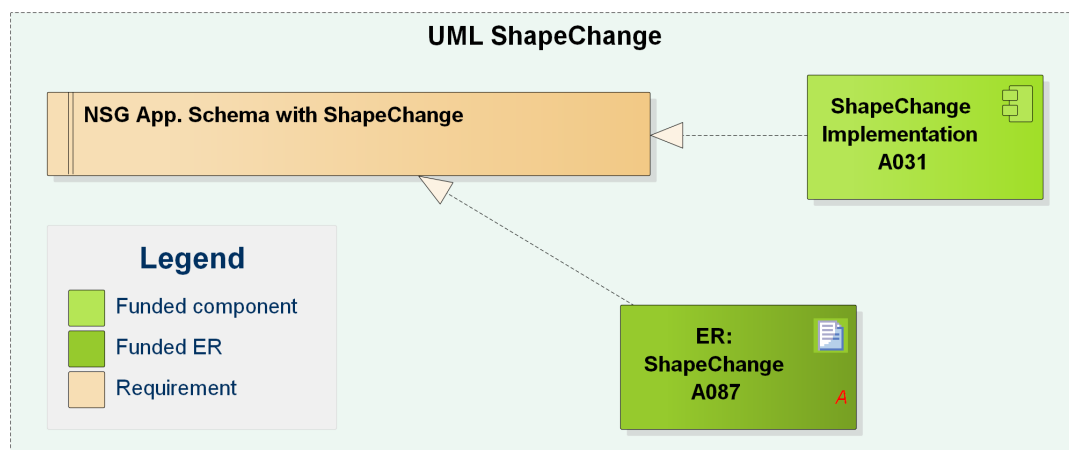 UML ShapeChange
NSG App. Schema with ShapeChange
ShapeChange
Implementation
A031
Legend
Funded component
Funded ER
Requirement
ER:
ShapeChange
A087
A